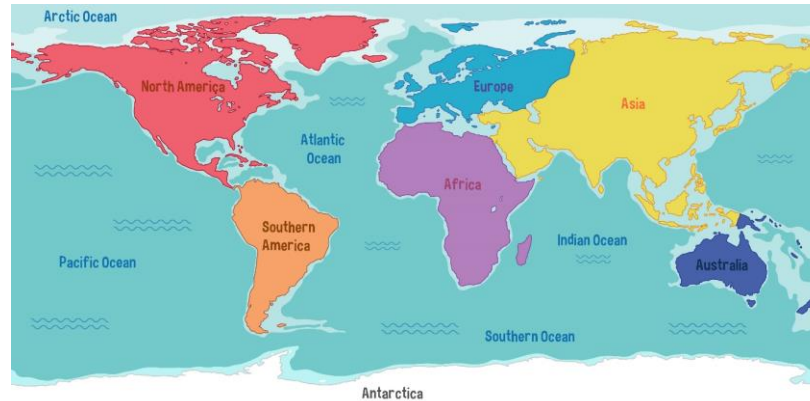 Arctic Ocean
North America
Europe
Asia
Atlantic
Ocean
Africa
Southern
America
Indian Ocean
Pacific Ocean
Australia
Southern Ocean
Antarctica